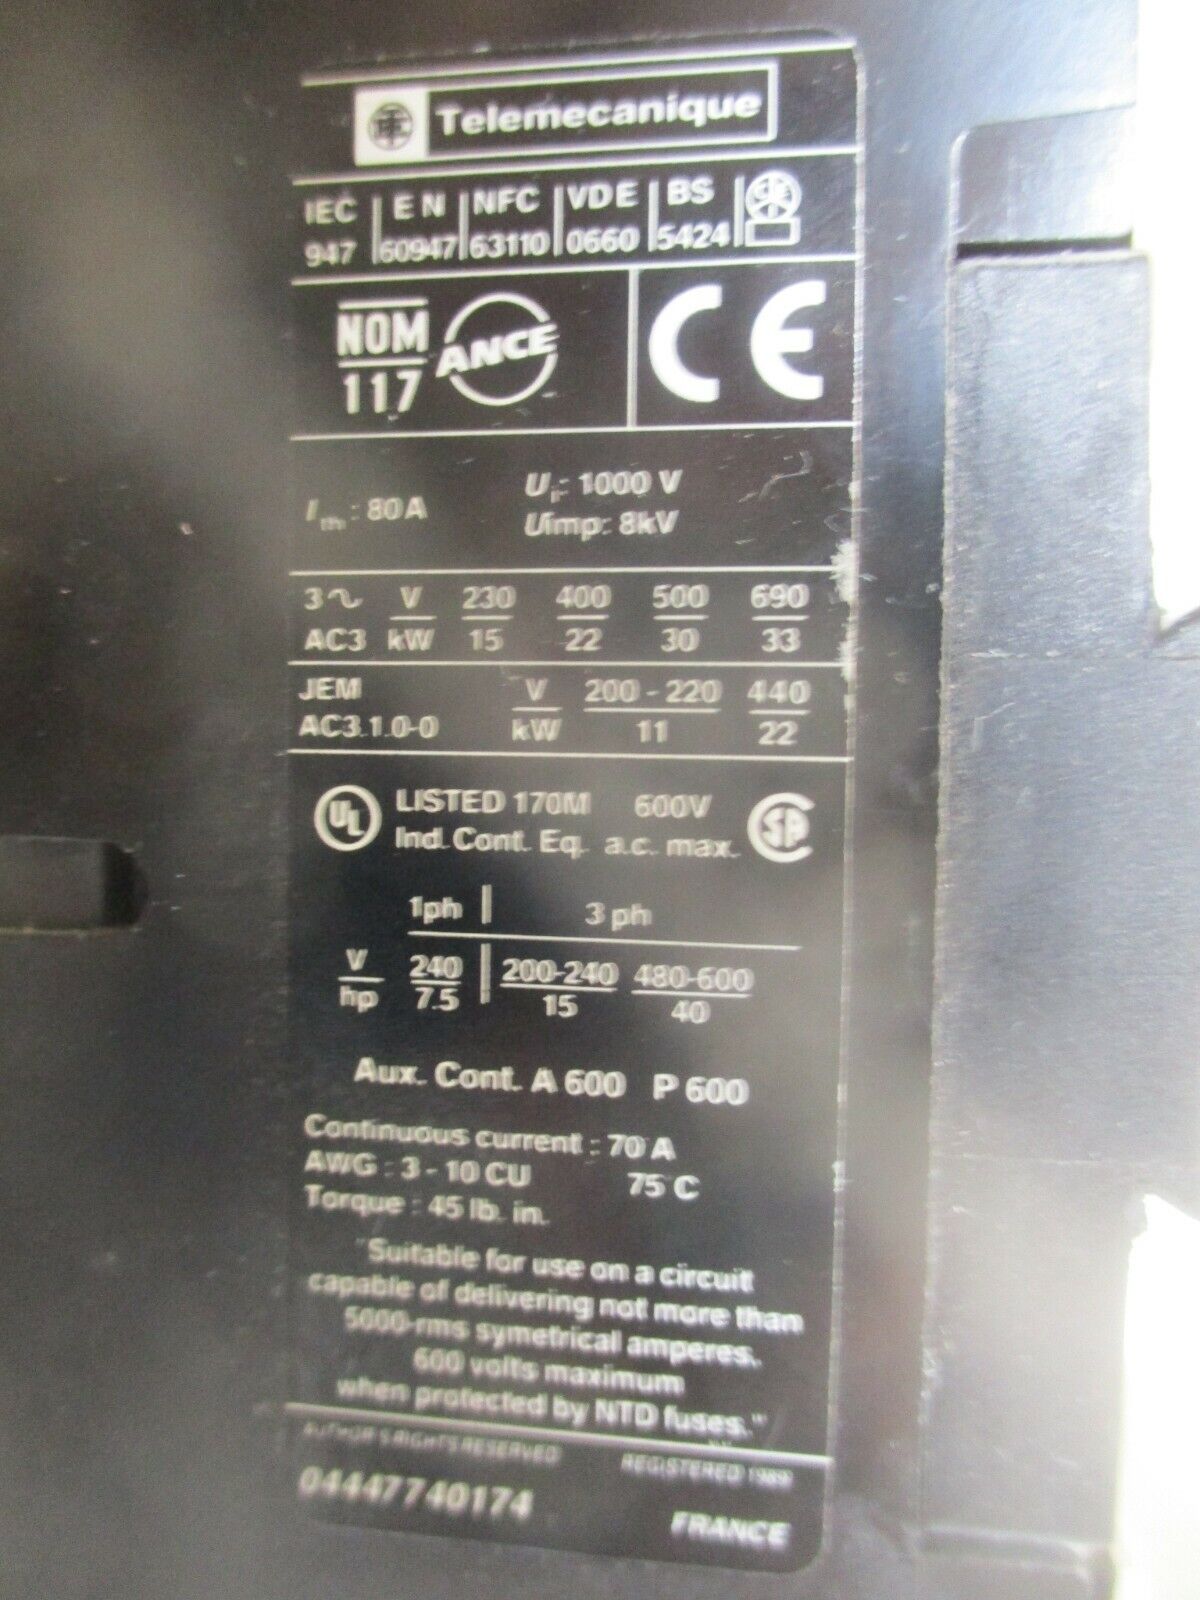 Telemecanique
IEC EN NFC VDE BS
947 60947 63110 0660 5424
NOM ANCE CE
117
Ith : 80A Ui: 1000 V
Uimp: 8kV
3~ V 230 400 500 690
AC3 kW 15 22 30 33
JEM V 200-220 440
AC3.1.0-0 kW 11 22
UL LISTED 170M 600V SA
Ind. Cont. Eq. a.c. max.
1ph 3 ph
V 240 200-240 480-600
hp 7.5 15 40
Aux. Cont. A 600 P 600
Continuous current : 70 A
AWG : 3 - 10 CU 75 C
Torque : 45 lb. in.
"Suitable for use on a circuit
capable of delivering not more than
5000-rms symetrical amperes.
600 volts maximum
when protected by NTD fuses."
AUTHOR'S RIGHTS RESERVED REGISTERED 1989
04447740174 FRANCE